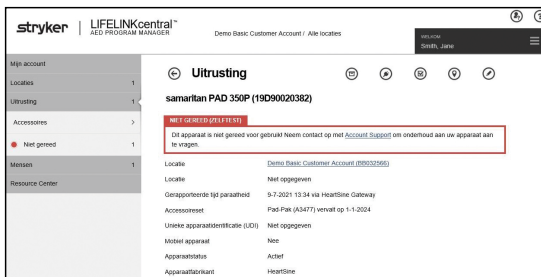 stryker
LIFELINKcentral™
AED PROGRAM MANAGER
Demo Basic Customer Account / Alle locaties
WELKOM
Smith, Jane
Mijn account
Locaties 1
Uitrusting 1
Accessoires
Niet gereed 1
Mensen 1
Resource Center
Uitrusting
samaritan PAD 350P (19D90020382)
NIET GEREED (ZELFTEST)
Dit apparaat is niet gereed voor gebruik! Neem contact op met Account Support om onderhoud aan uw apparaat aan
te vragen.
Locatie Demo Basic Customer Account (BB032566)
Locatie Niet opgegeven
Gerapporteerde tijd paraatheid 9-7-2021 13:34 via HeartSine Gateway
Accessoireset Pad-Pak (A3477) vervalt op 1-1-2024
Unieke apparaatidentificatie (UDI) Niet opgegeven
Mobiel apparaat Nee
Apparaatstatus Actief
Apparaatfabrikant HeartSine